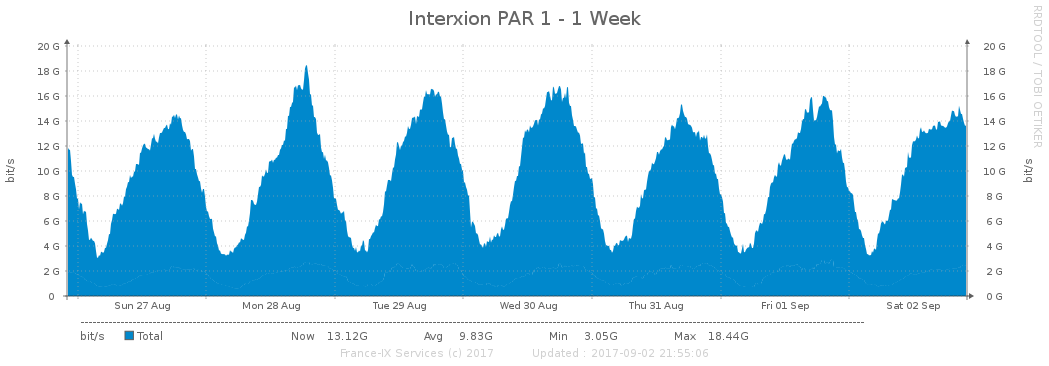 Interxion PAR 1 - 1 Week
RRDTOOL / TOBI OETIKER
20 G 20 G
18 G 18 G
16 G 16 G
14 G 14 G
12 G 12 G
10 G 10 G
8 G 8 G
6 G 6 G
4 G 4 G
2 G 2 G
0 0 G
bit/s
bit/s
Sun 27 Aug Mon 28 Aug Tue 29 Aug Wed 30 Aug Thu 31 Aug Fri 01 Sep Sat 02 Sep
bit/s Total Now 13.12G Avg 9.83G Min 3.05G Max 18.44G
France-IX Services (c) 2017 Updated : 2017-09-02 21:55:06